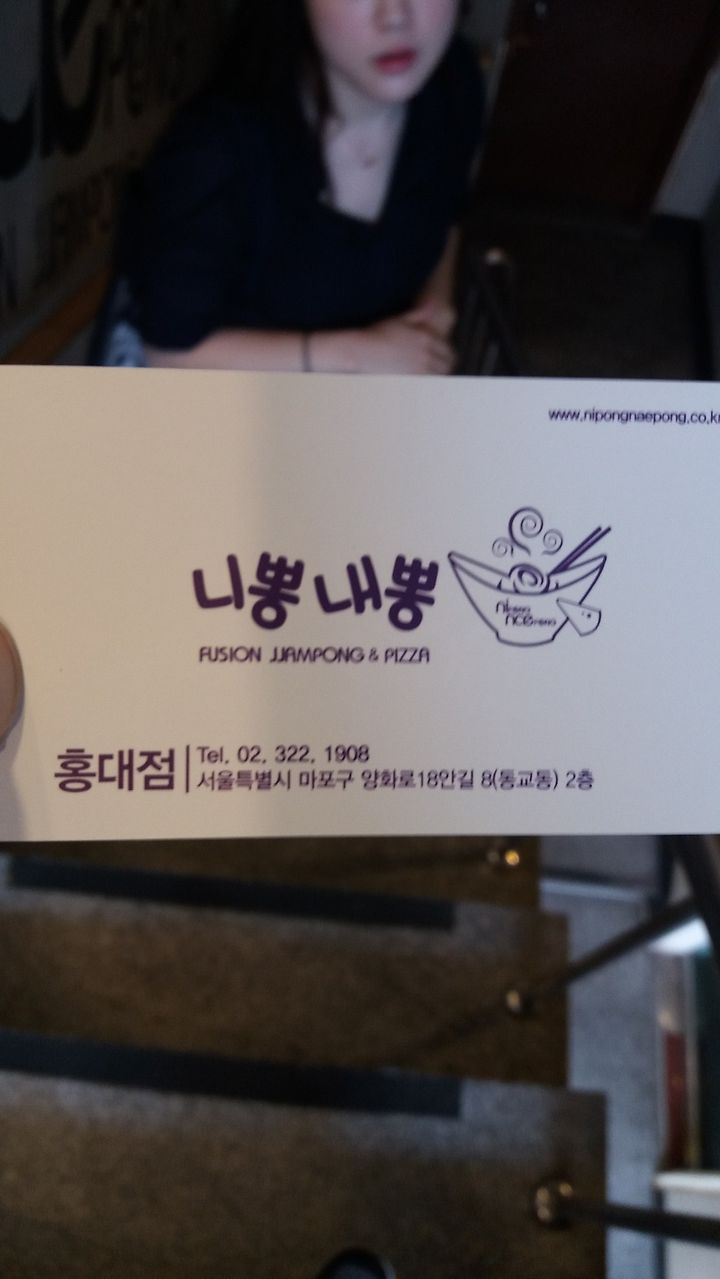 www.nipongnaepong.co.kr
니뽕내뽕
FUSION JJAMPONG & PIZZA
홍대점
Tel. 02. 322. 1908
서울특별시 마포구 양화로18안길 8(동교동) 2층